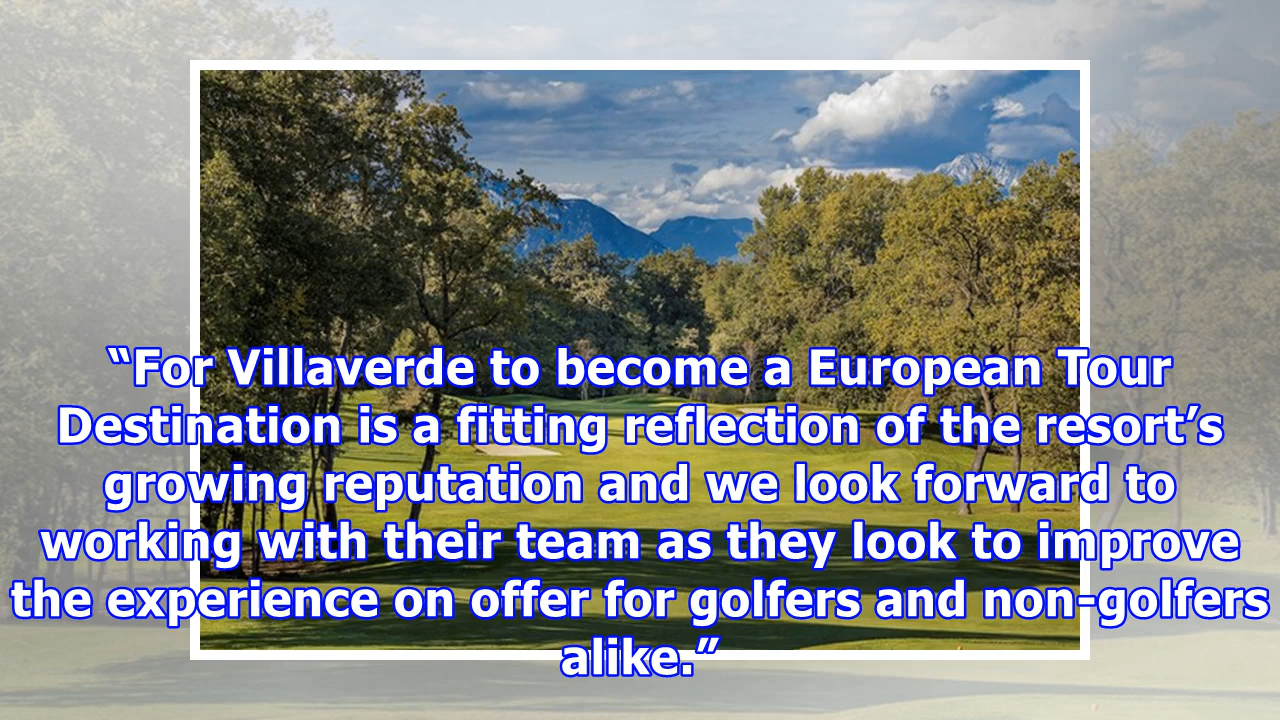 “For Villaverde to become a European Tour
Destination is a fitting reflection of the resort’s
growing reputation and we look forward to
working with their team as they look to improve
the experience on offer for golfers and non-golfers
alike.”